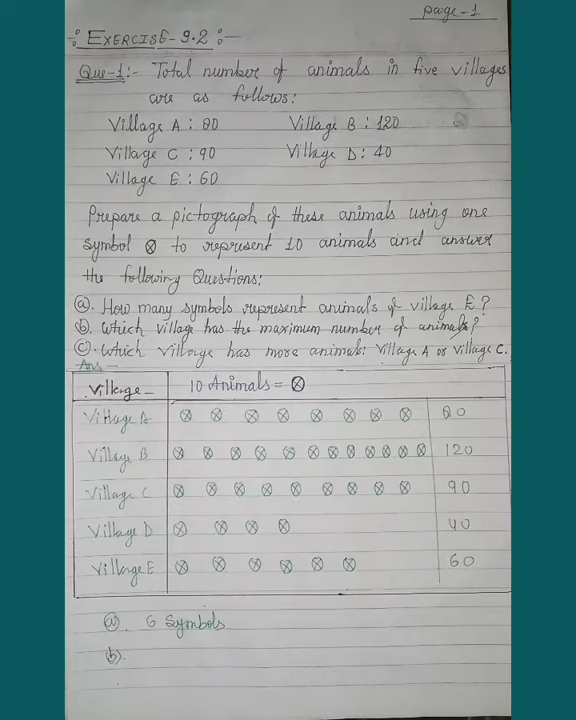 page-1
-: EXERCISE-9.2 :-
Que-1:- Total number of animals in five villages
are as follows:
Village A : 80 Village B : 120
Village C : 90 Village D : 40
Village E : 60
Prepare a pictograph of these animals using one
symbol ⊗ to represent 10 animals and answer
the following Questions:
(a). How many symbols represent animals of village E?
(b). Which village has the maximum number of animals?
(c). Which village has more animals: Village A or Village C.
Ans -
Village 10 Animals = ⊗
Village A ⊗ ⊗ ⊗ ⊗ ⊗ ⊗ ⊗ ⊗ 80
Village B ⊗ ⊗ ⊗ ⊗ ⊗ ⊗ ⊗ ⊗ ⊗ ⊗ ⊗ ⊗ 120
Village C ⊗ ⊗ ⊗ ⊗ ⊗ ⊗ ⊗ ⊗ ⊗ 90
Village D ⊗ ⊗ ⊗ ⊗ 40
Village E ⊗ ⊗ ⊗ ⊗ ⊗ ⊗ 60
(a). 6 Symbols
(b).